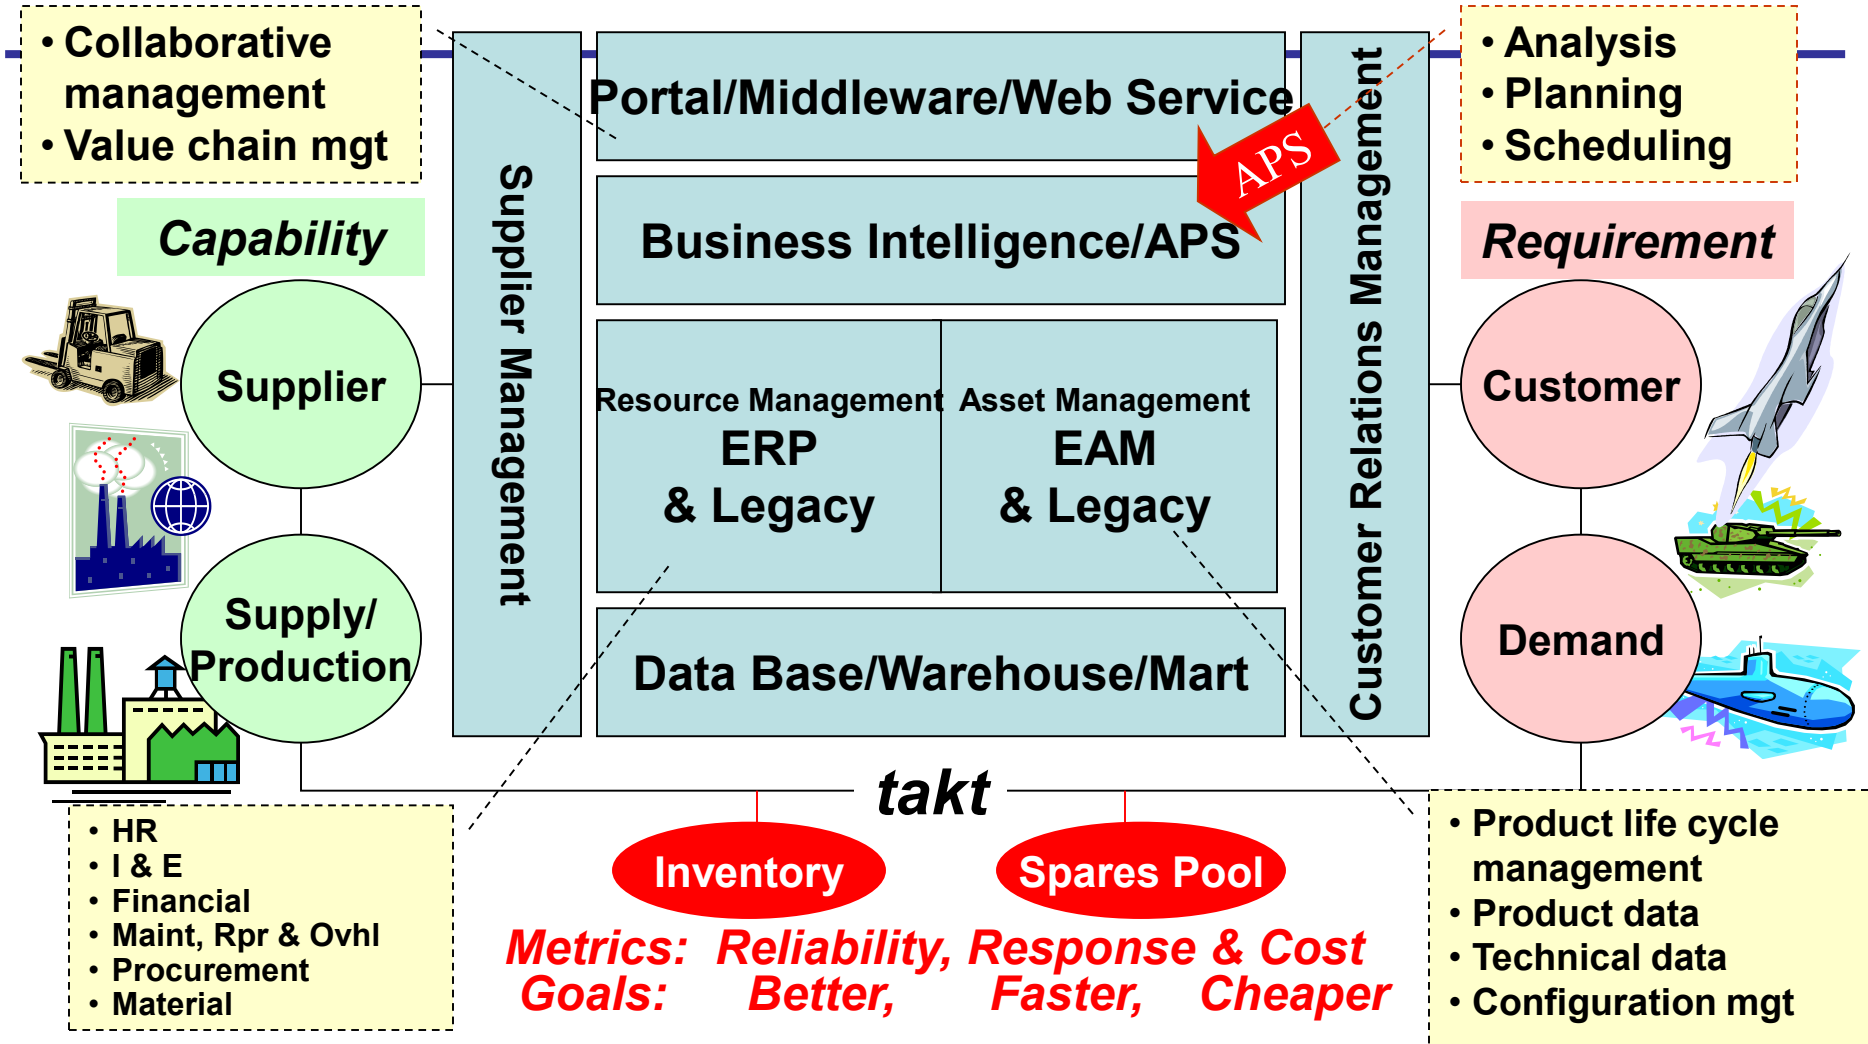 • Collaborative
management
• Value chain mgt
Portal/Middleware/Web Service
APS
• Analysis
• Planning
• Scheduling
Capability
Supplier Management
Business Intelligence/APS
Customer Relations Management
Requirement
Supplier
Resource Management
ERP
& Legacy
Asset Management
EAM
& Legacy
Customer
Supply/
Production
Data Base/Warehouse/Mart
Demand
takt
• HR
• I & E
• Financial
• Maint, Rpr & Ovhl
• Procurement
• Material
Inventory
Spares Pool
Metrics: Reliability, Response & Cost
Goals: Better, Faster, Cheaper
• Product life cycle
management
• Product data
• Technical data
• Configuration mgt